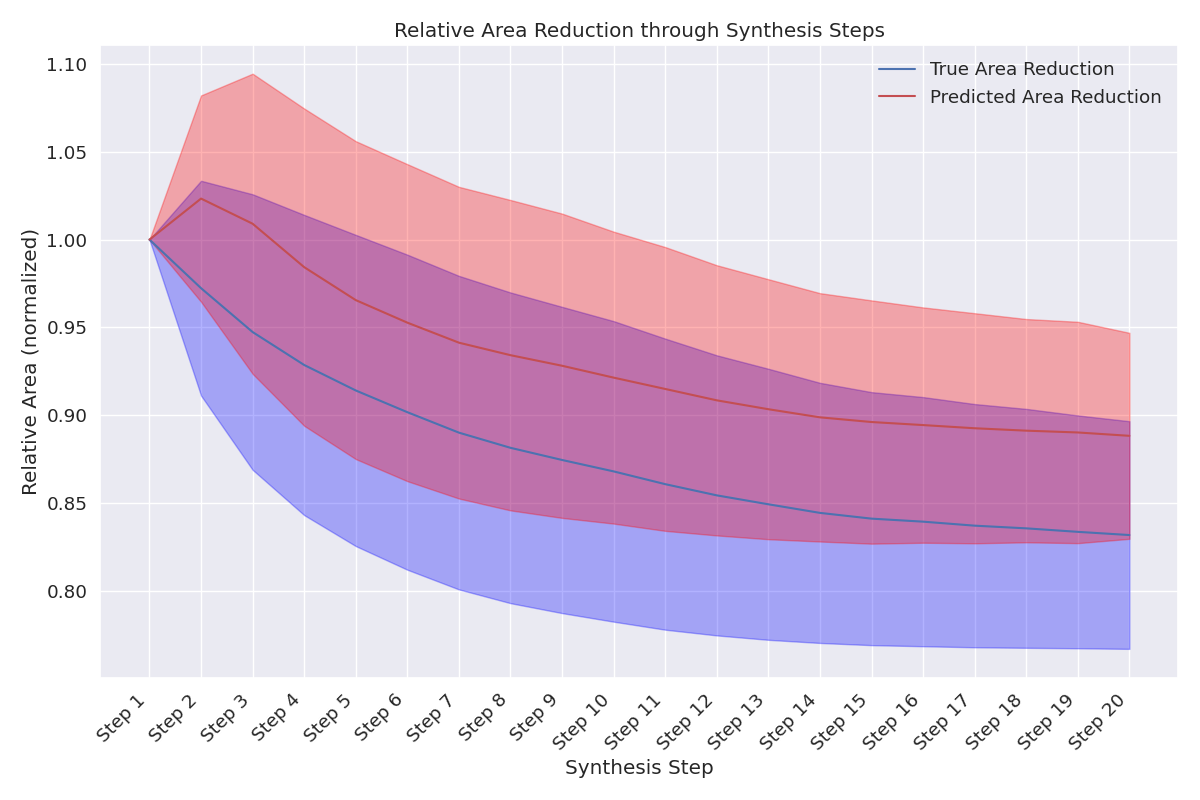 Relative Area Reduction through Synthesis Steps
True Area Reduction
Predicted Area Reduction
Relative Area (normalized)
1.10
1.05
1.00
0.95
0.90
0.85
0.80
Step 1
Step 2
Step 3
Step 4
Step 5
Step 6
Step 7
Step 8
Step 9
Step 10
Step 11
Step 12
Step 13
Step 14
Step 15
Step 16
Step 17
Step 18
Step 19
Step 20
Synthesis Step